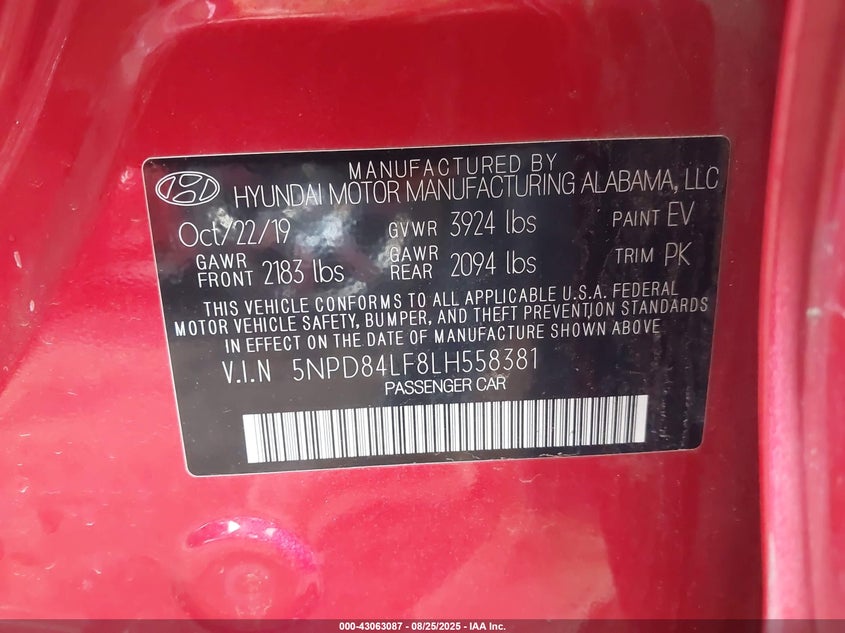 MANUFACTURED BY
HYUNDAI MOTOR MANUFACTURING ALABAMA, LLC
Oct/22/19 GVWR 3924 lbs PAINT EV
GAWR FRONT 2183 lbs GAWR REAR 2094 lbs TRIM PK
THIS VEHICLE CONFORMS TO ALL APPLICABLE U.S.A. FEDERAL
MOTOR VEHICLE SAFETY, BUMPER, AND THEFT PREVENTION STANDARDS
IN EFFECT ON THE DATE OF MANUFACTURE SHOWN ABOVE
V.I.N 5NPD84LF8LH558381
PASSENGER CAR
000-43063087 - 08/25/2025 - IAA Inc.